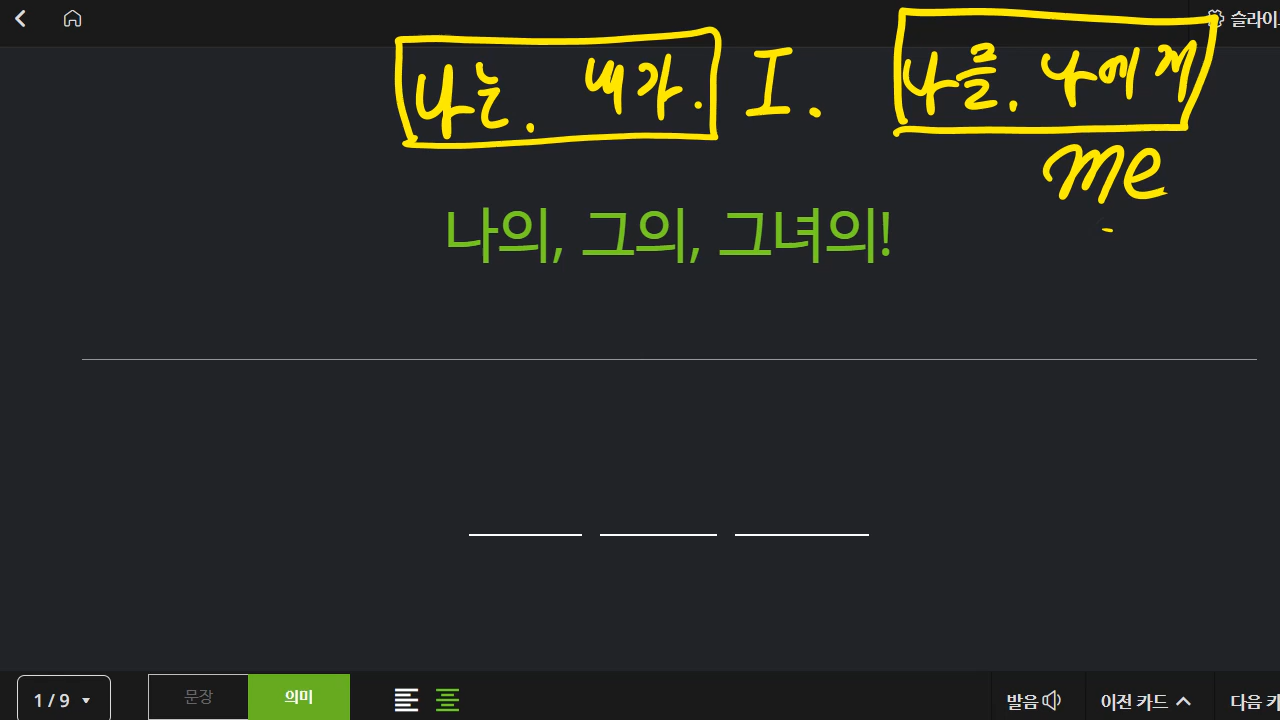 슬라이
나는. 내가. I. 나를. 나에게
me
나의, 그의, 그녀의!
1 / 9 문장 의미 발음 이전 카드 다음 카